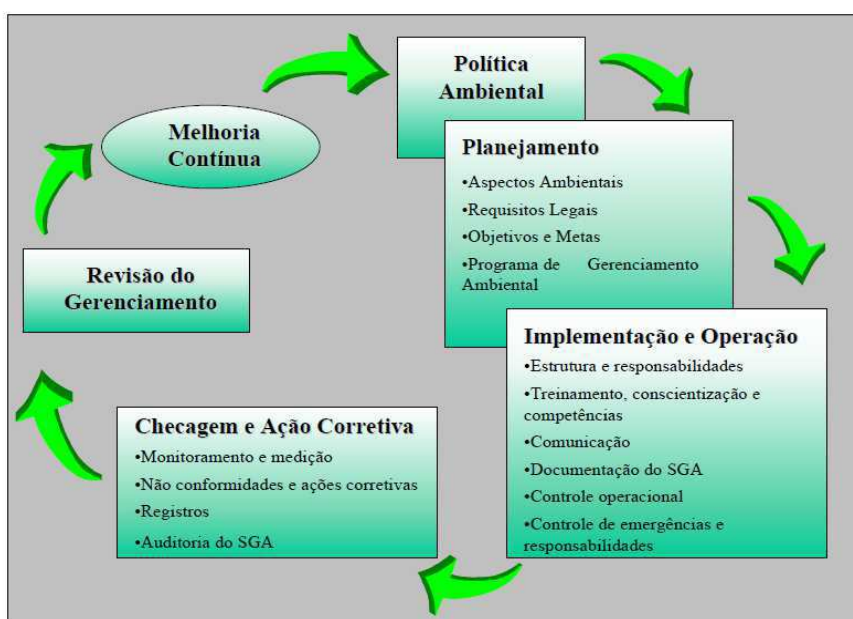 Política
Ambiental
Melhoria
Contínua
Planejamento
•Aspectos Ambientais
•Requisitos Legais
•Objetivos e Metas
•Programa de Gerenciamento
Ambiental
Revisão do
Gerenciamento
Implementação e Operação
•Estrutura e responsabilidades
•Treinamento, conscientização e
competências
•Comunicação
•Documentação do SGA
•Controle operacional
•Controle de emergências e
responsabilidades
Checagem e Ação Corretiva
•Monitoramento e medição
•Não conformidades e ações corretivas
•Registros
•Auditoria do SGA